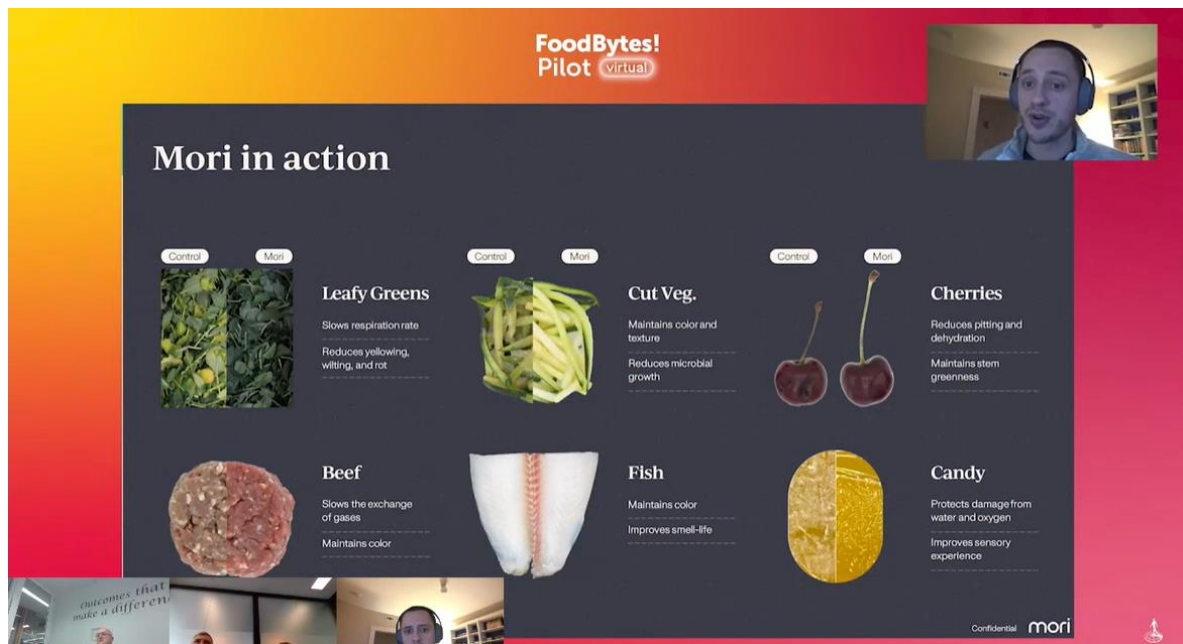 FoodBytes!
Pilot virtual
Mori in action
Control
Mori
Leafy Greens
Slows respiration rate
Reduces yellowing,
wilting, and rot
Control
Mori
Cut Veg.
Maintains color and
texture
Reduces microbial
growth
Control
Mori
Cherries
Reduces pitting and
dehydration
Maintains stem
greenness
Beef
Slows the exchange
of gases
Maintains color
Fish
Maintains color
Improves smell-life
Candy
Protects damage from
water and oxygen
Improves sensory
experience
Outcomes that
make a differen
Confidential mori